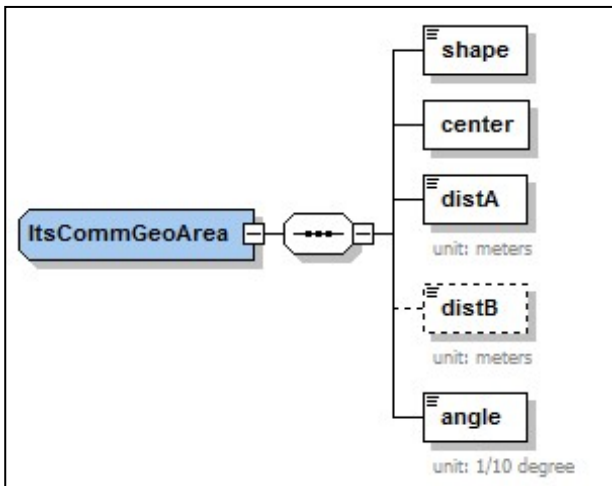 shape
center
ItsCommGeoArea
distA
unit: meters
distB
unit: meters
angle
unit: 1/10 degree